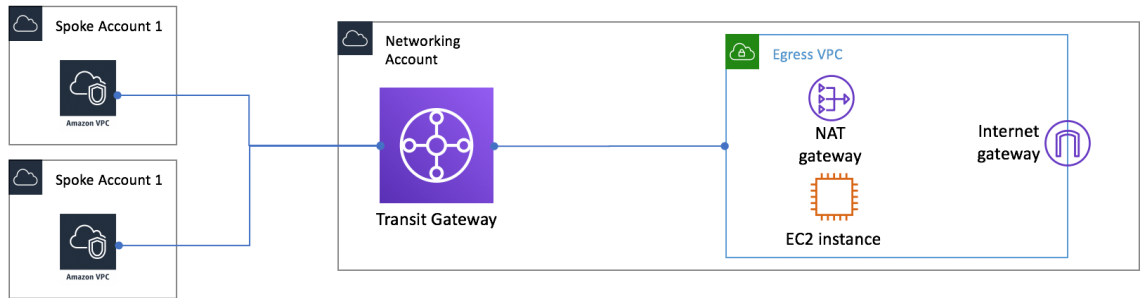 Spoke Account 1
Amazon VPC
Spoke Account 1
Amazon VPC
Networking
Account
Transit Gateway
Egress VPC
NAT
gateway
EC2 instance
Internet
gateway